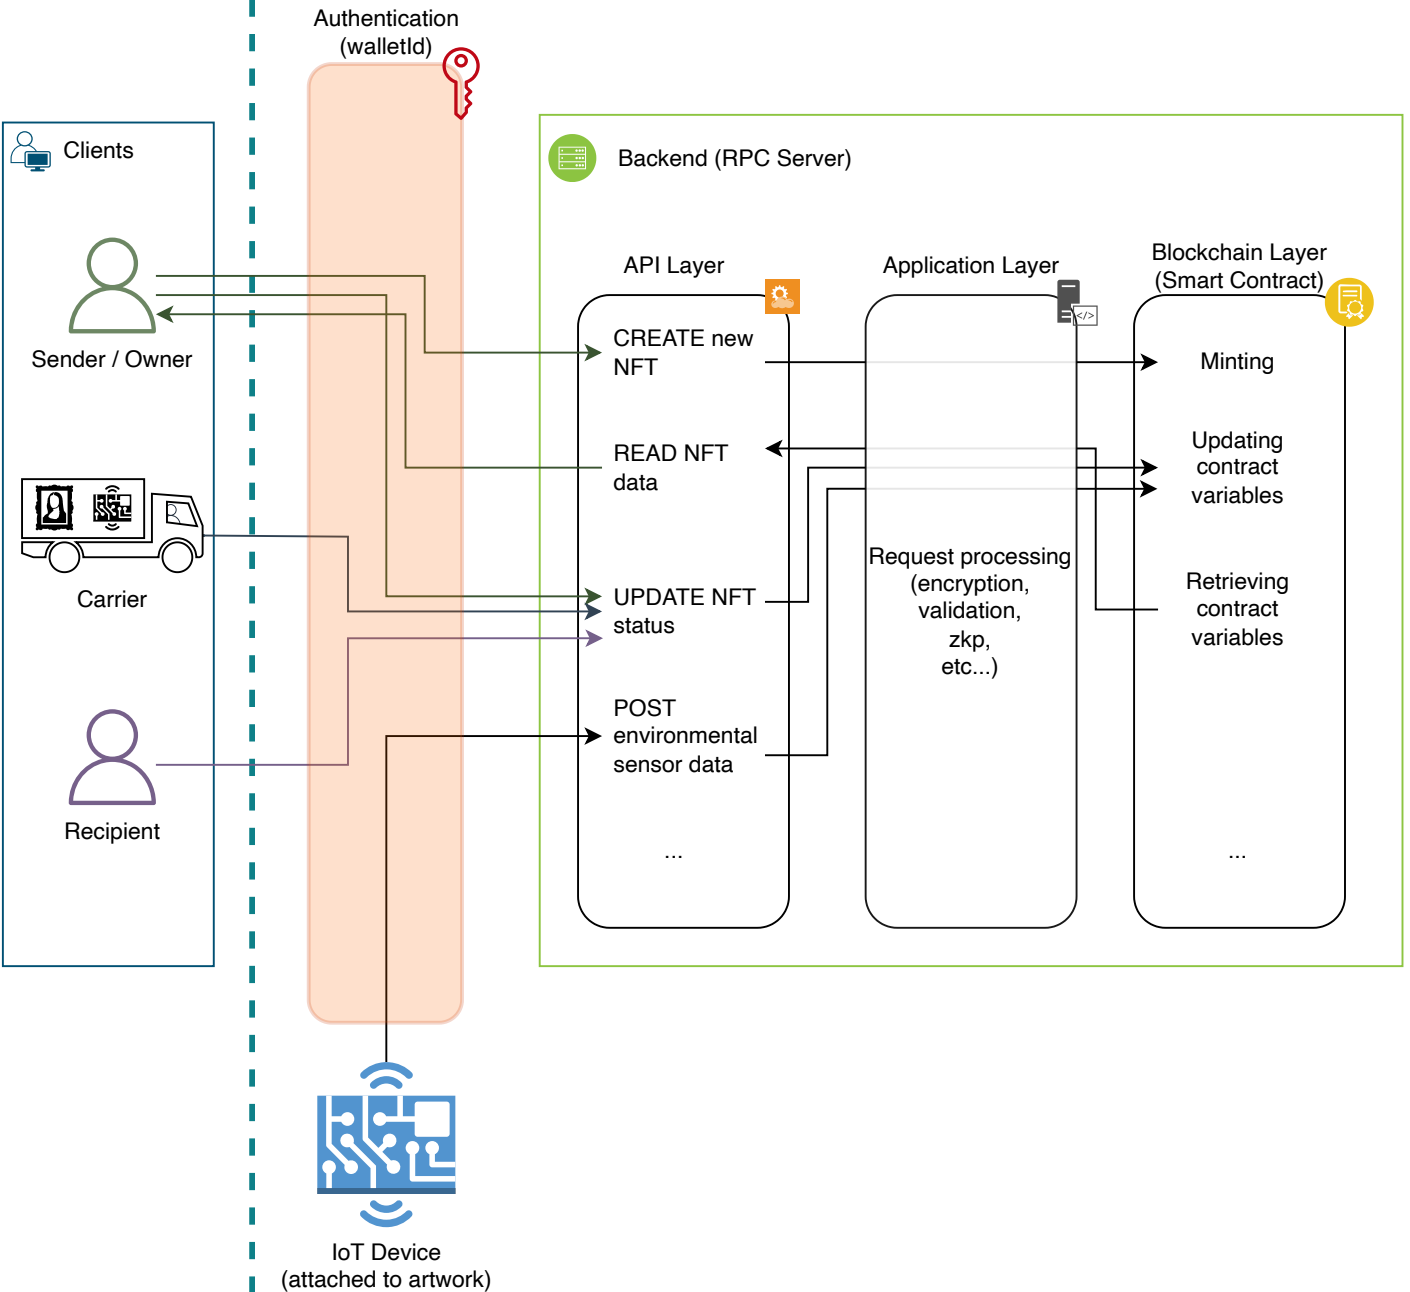 Authentication
(walletId)
Clients
Sender / Owner
Carrier
Recipient
Backend (RPC Server)
API Layer
CREATE new
NFT
READ NFT
data
UPDATE NFT
status
POST
environmental
sensor data
...
Application Layer
</>
Request processing
(encryption,
validation,
zkp,
etc...)
Blockchain Layer
(Smart Contract)
Minting
Updating
contract
variables
Retrieving
contract
variables
...
IoT Device
(attached to artwork)